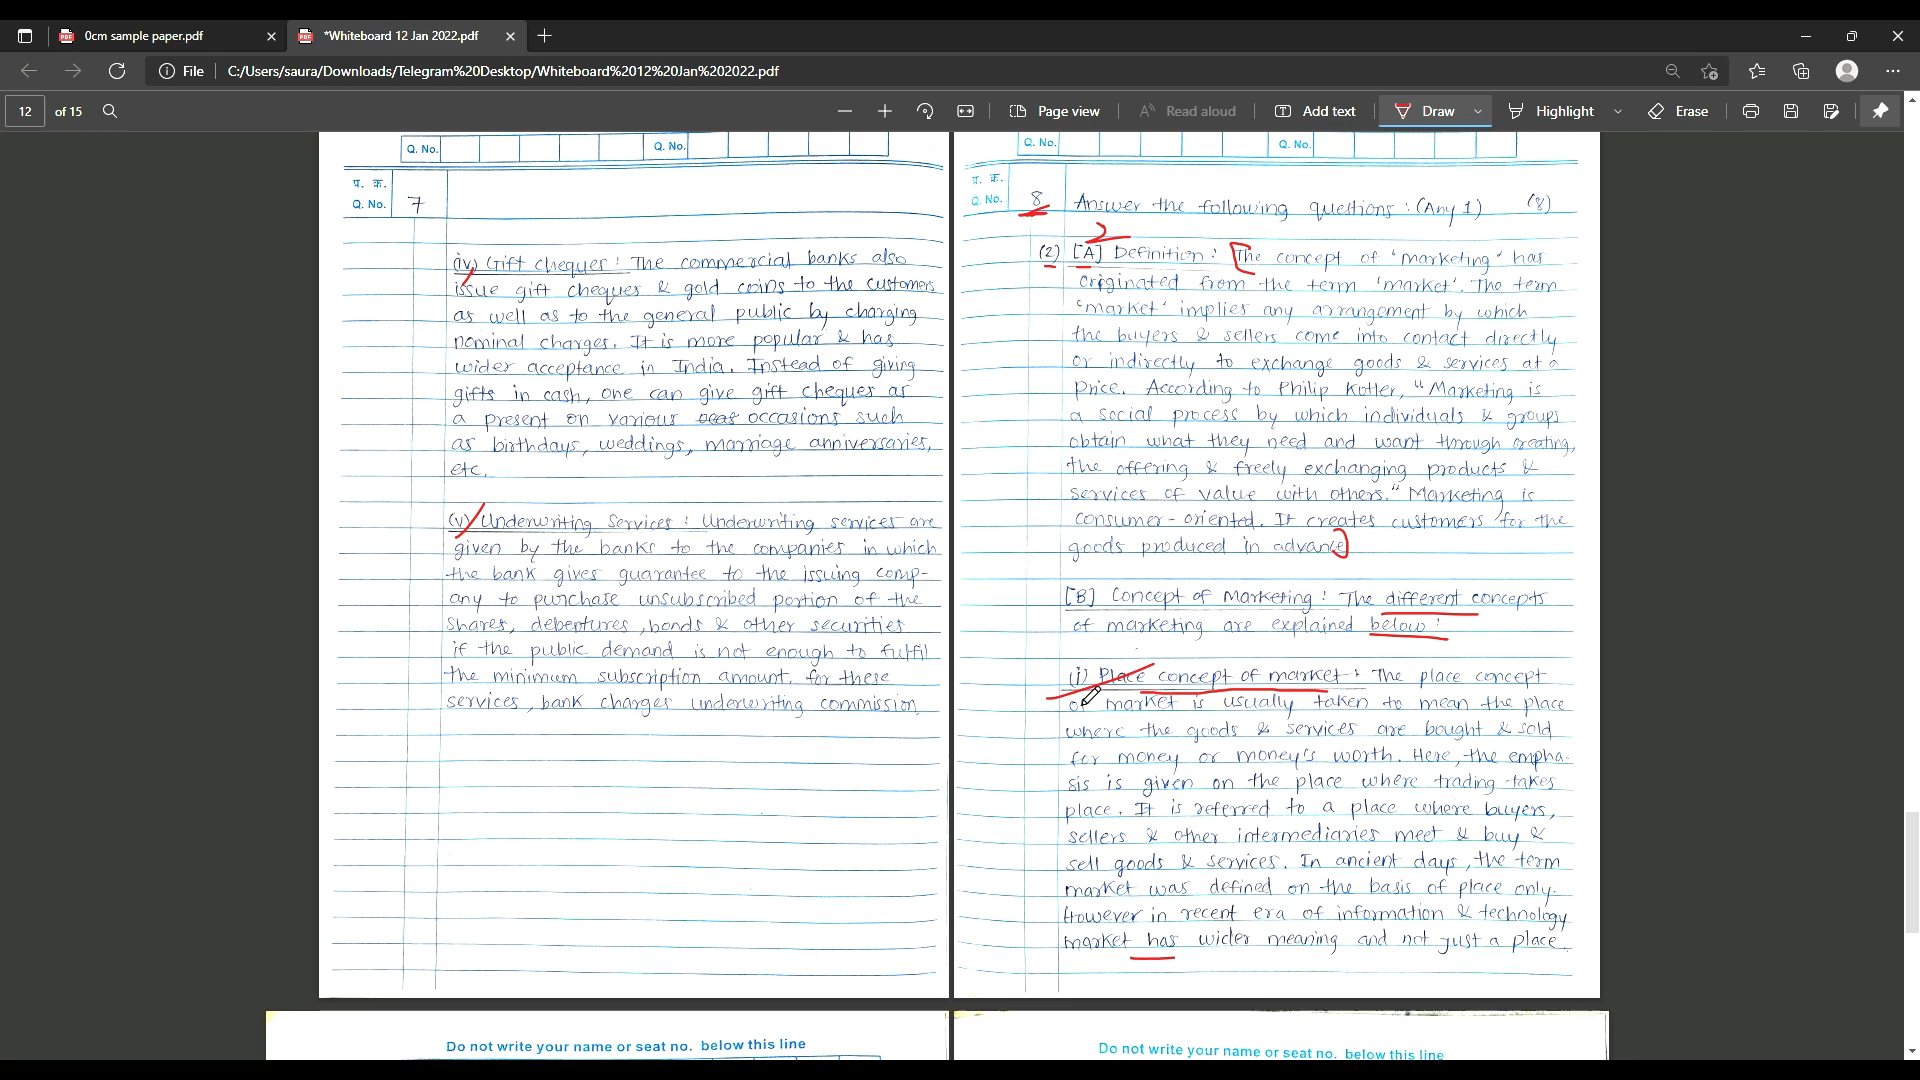 0cm sample paper.pdf
*Whiteboard 12 Jan 2022.pdf
File
C:/Users/saura/Downloads/Telegram%20Desktop/Whiteboard%2012%20Jan%202022.pdf
12 of 15
Page view
Read aloud
Add text
Draw
Highlight
Erase
Q. No.
Q. No.
प्र. क्र.
Q. No.
7
(iv) Gift cheques : The commercial banks also
issue gift cheques & gold coins to the customers
as well as to the general public by charging
nominal charges. It is more popular & has
wider acceptance in India. Instead of giving
gifts in cash, one can give gift cheques as
a present on various ocas occasions such
as birthdays, weddings, marriage anniversaries,
etc.
(v) Underwriting Services : Underwriting services are
given by the banks to the companies in which
the bank gives guarantee to the issuing comp-
any to purchase unsubscribed portion of the
shares, debentures, bonds & other securities
if the public demand is not enough to fulfil
the minimum subscription amount. for these
services, bank charges underwriting commission
Q. No.
Q. No.
प्र. क्र.
Q. No.
8
Answer the following questions : (Any 1) (8)
2
(2) [A] Definition : The concept of 'marketing' has
originated from the term 'market'. The term
'market' implies any arrangement by which
the buyers & sellers come into contact directly
or indirectly to exchange goods & services at a
price. According to Philip Kotler, "Marketing is
a social process by which individuals & groups
obtain what they need and want through creating,
the offering & freely exchanging products &
services of value with others." Marketing is
consumer-oriented. It creates customers for the
goods produced in advance
[B] Concept of Marketing : The different concepts
of marketing are explained below :
(i) Place concept of market : The place concept
of market is usually taken to mean the place
where the goods & services are bought & sold
for money or money's worth. Here, the empha-
sis is given on the place where trading takes
place. It is referred to a place where buyers,
sellers & other intermediaries meet & buy &
sell goods & services. In ancient days, the term
market was defined on the basis of place only.
However in recent era of information & technology
market has wider meaning and not just a place.
Do not write your name or seat no. below this line
Do not write your name or seat no. below this line